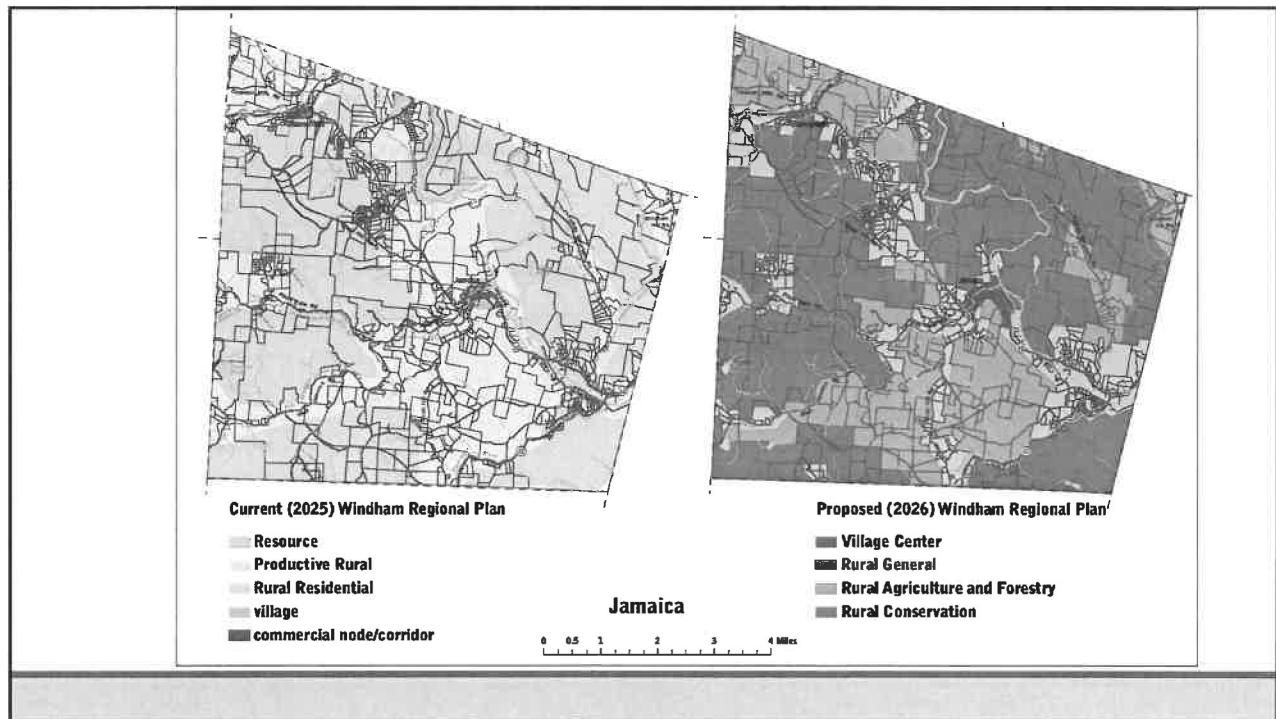 Current (2025) Windham Regional Plan
Resource
Productive Rural
Rural Residential
village
commercial node/corridor
Jamaica
0 0.5 1 2 3 4 Miles
Proposed (2026) Windham Regional Plan
Village Center
Rural General
Rural Agriculture and Forestry
Rural Conservation